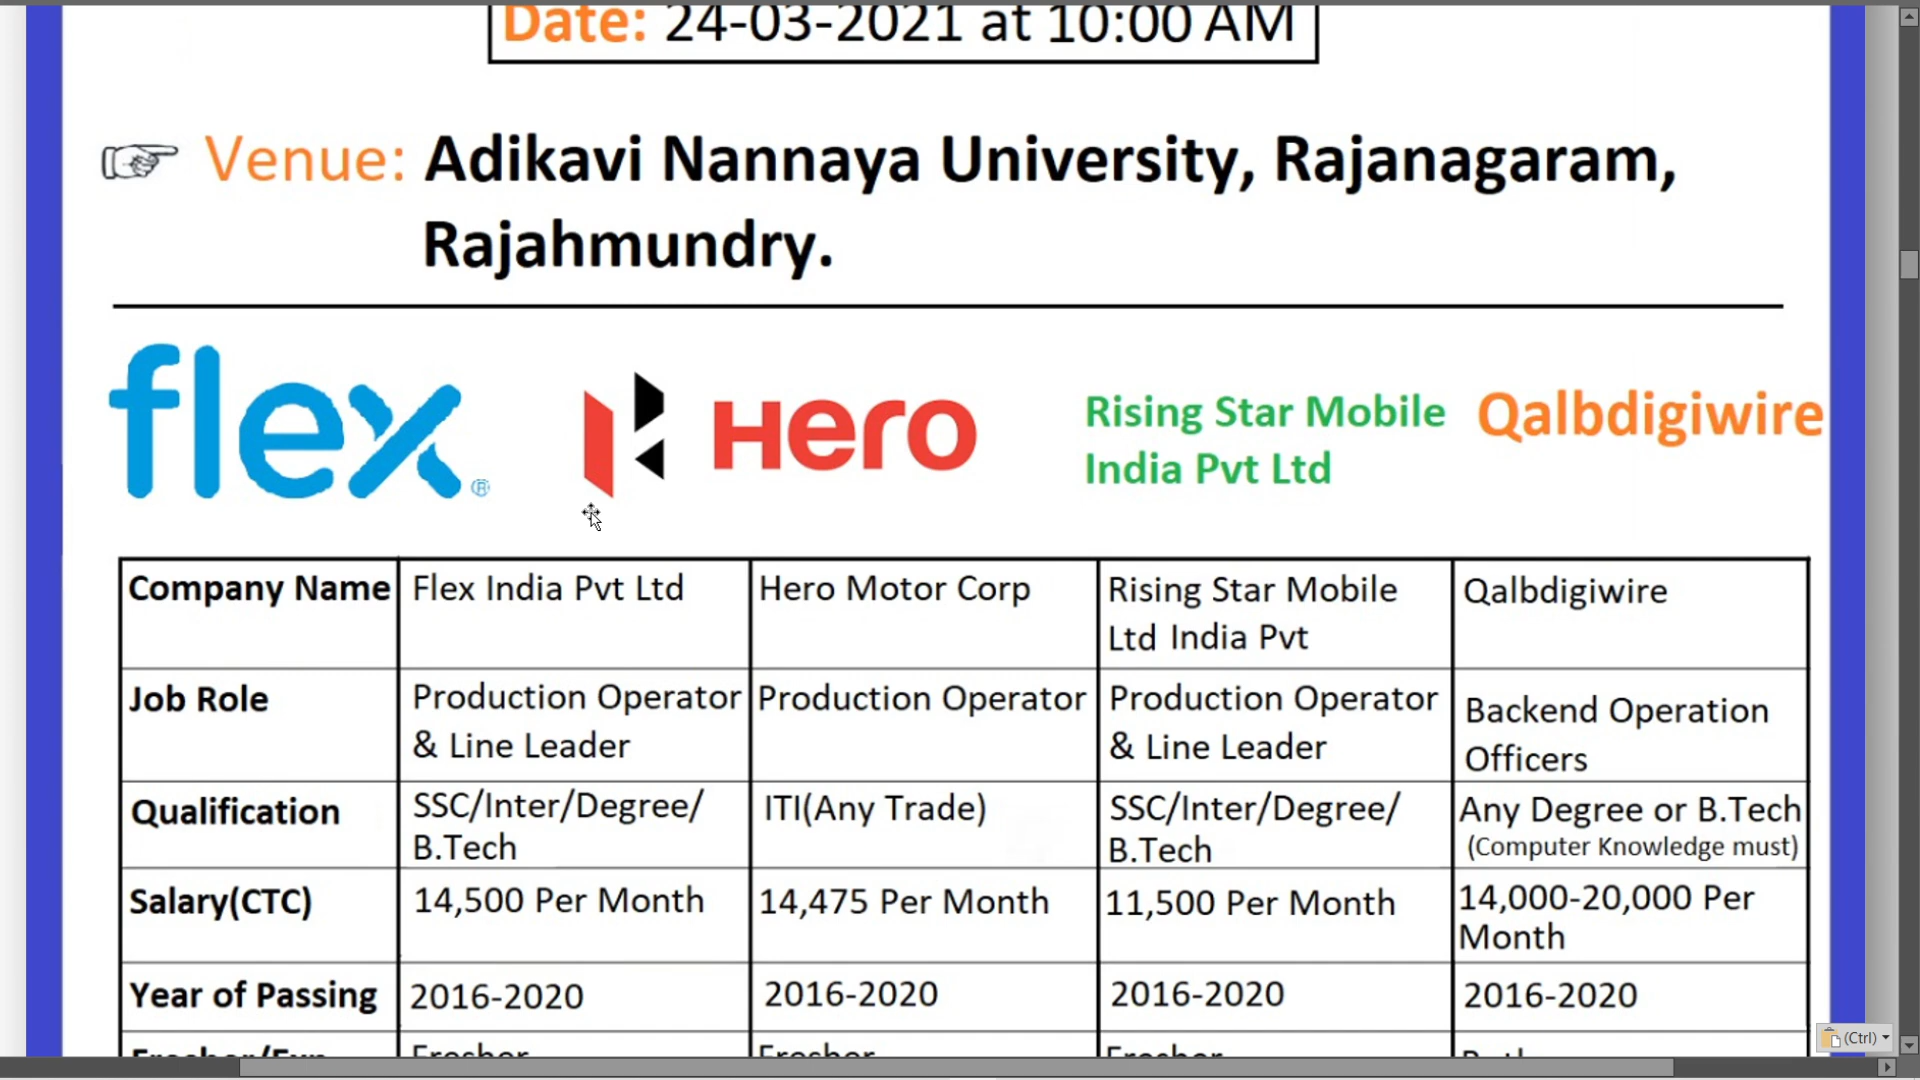 Date: 24-03-2021 at 10:00 AM
Venue: Adikavi Nannaya University, Rajanagaram,
Rajahmundry.
flex ®
Hero
Rising Star Mobile
India Pvt Ltd
Qalbdigiwire
Company Name
Flex India Pvt Ltd
Hero Motor Corp
Rising Star Mobile
Ltd India Pvt
Qalbdigiwire
Job Role
Production Operator
& Line Leader
Production Operator
Production Operator
& Line Leader
Backend Operation
Officers
Qualification
SSC/Inter/Degree/
B.Tech
ITI(Any Trade)
SSC/Inter/Degree/
B.Tech
Any Degree or B.Tech
(Computer Knowledge must)
Salary(CTC)
14,500 Per Month
14,475 Per Month
11,500 Per Month
14,000-20,000 Per
Month
Year of Passing
2016-2020
2016-2020
2016-2020
2016-2020
Fresher/Exp
Fresher
Fresher
Fresher
(Ctrl)